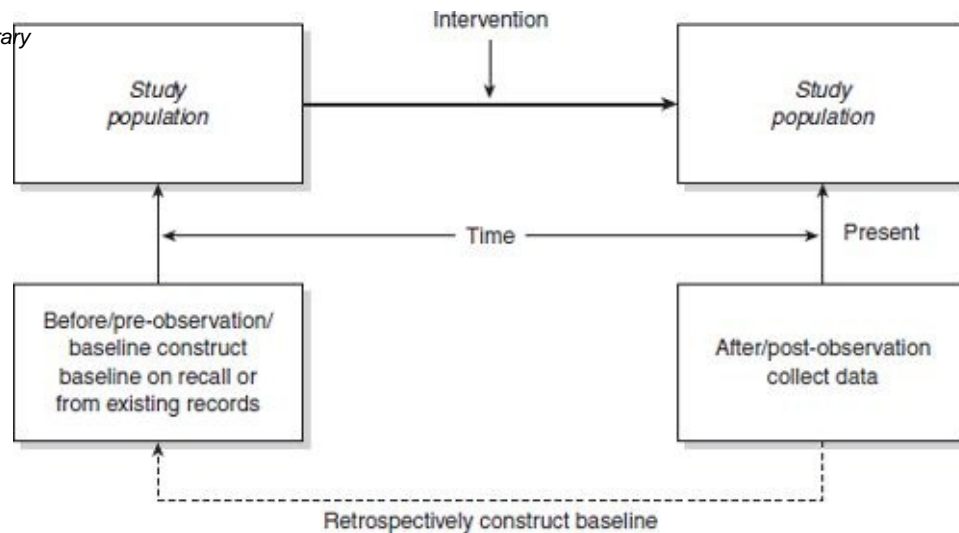 Intervention
rary
Study
population
Study
population
Time
Present
Before/pre-observation/
baseline construct
baseline on recall or
from existing records
After/post-observation
collect data
Retrospectively construct baseline